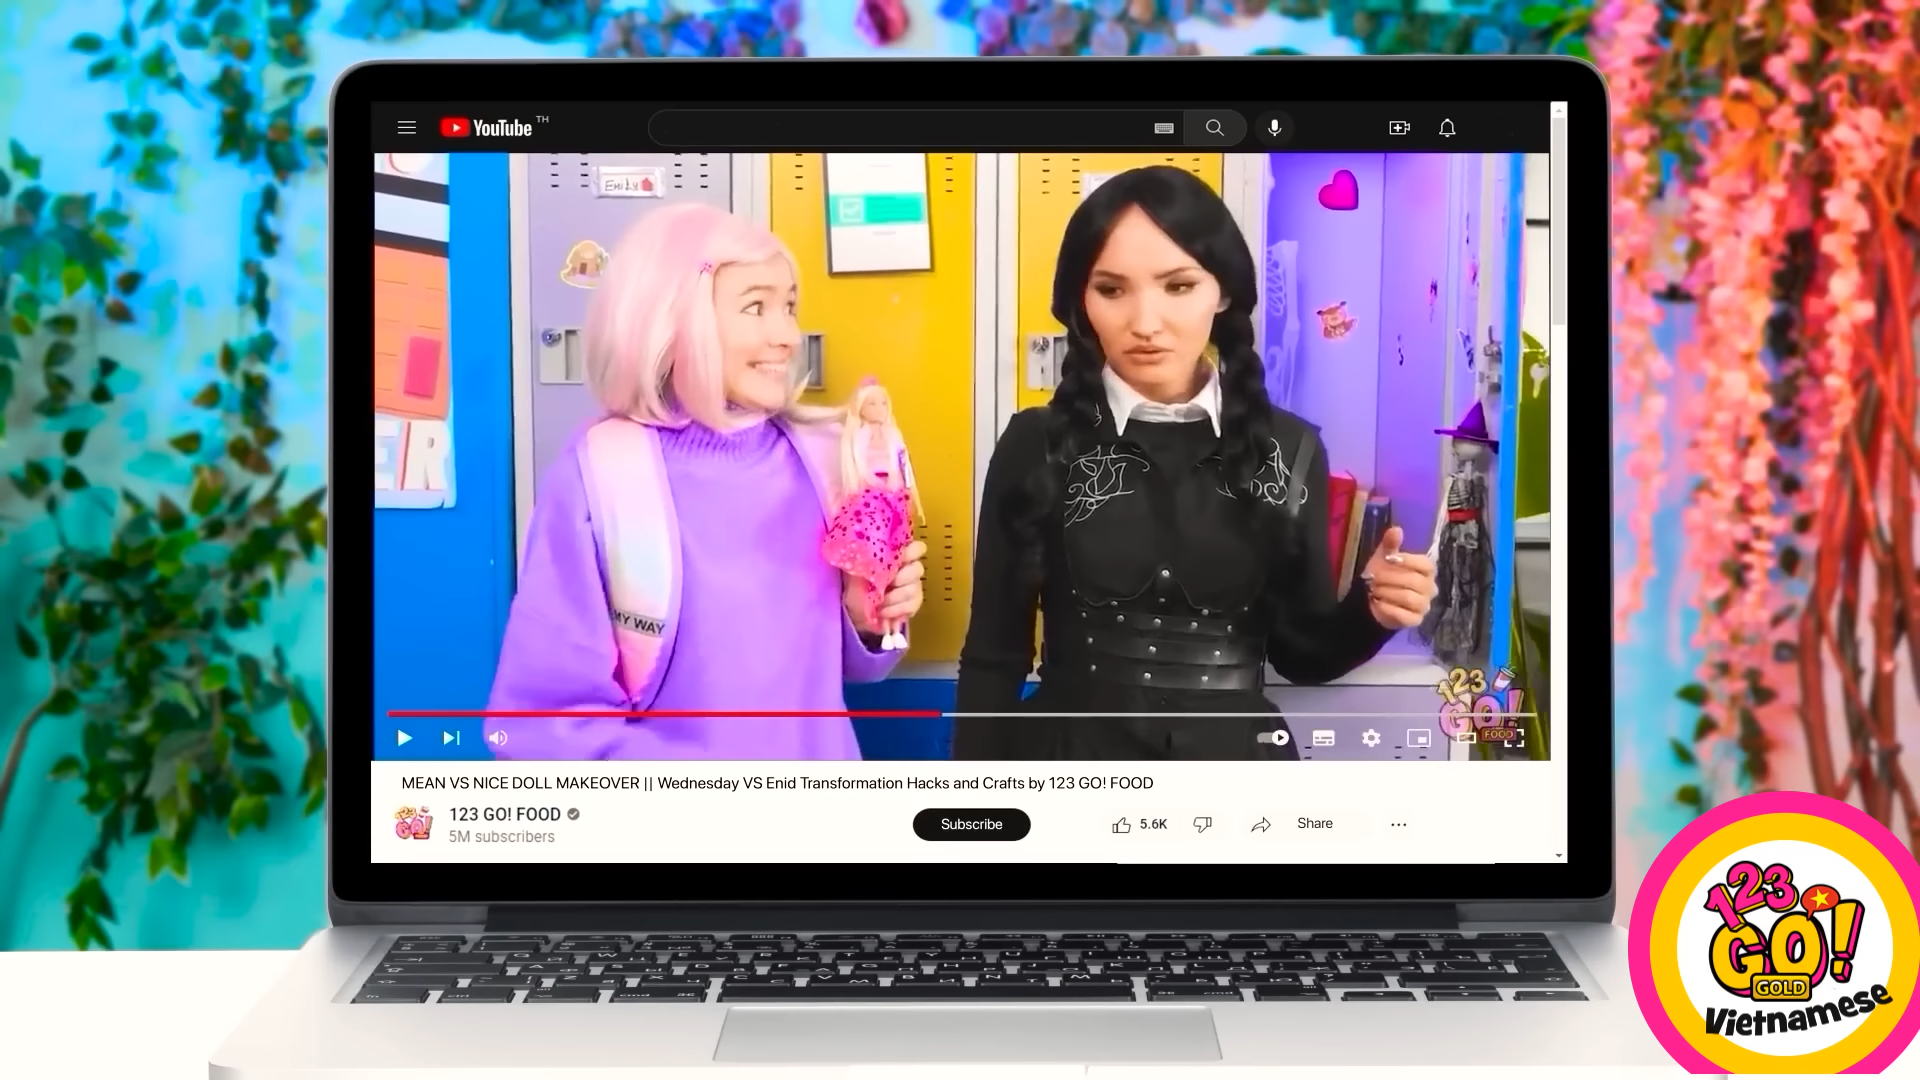 YouTube TH
Emily
ER
MY WAY
123
GO!
FOOD
MEAN VS NICE DOLL MAKEOVER || Wednesday VS Enid Transformation Hacks and Crafts by 123 GO! FOOD
123 GO! FOOD
5M subscribers
Subscribe
5.6K
Share
123
GO!
GOLD
Vietnamese